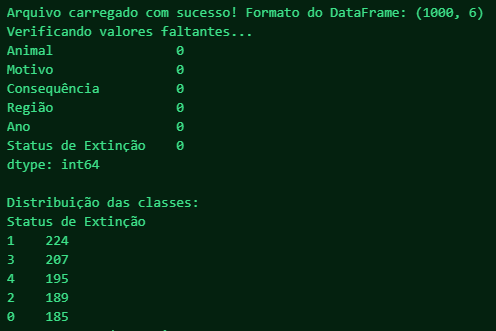 Arquivo carregado com sucesso! Formato do DataFrame: (1000, 6)
Verificando valores faltantes...
Animal 0
Motivo 0
Consequência 0
Região 0
Ano 0
Status de Extinção 0
dtype: int64
Distribuição das classes:
Status de Extinção
1 224
3 207
4 195
2 189
0 185